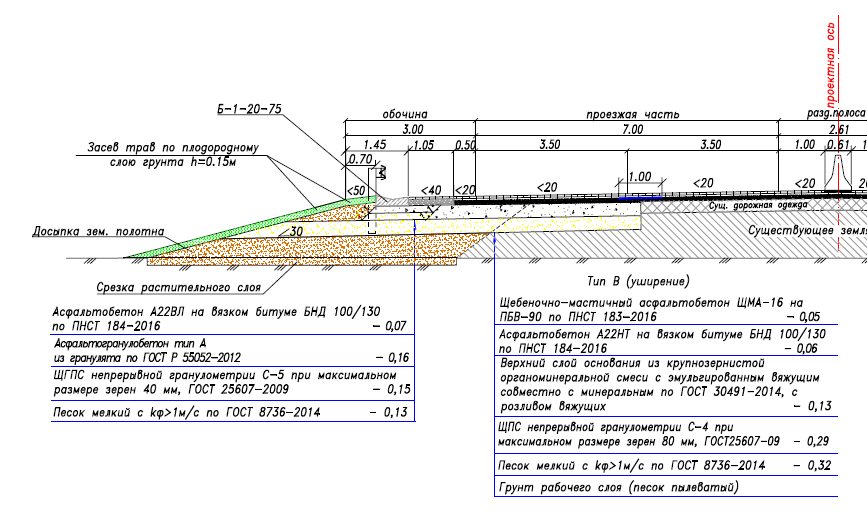 проектная ось
Б-1-20-75
обочина
проезжая часть
разд.полоса
3.00
7.00
2.61
Засев трав по плодородному
слою грунта h=0.15м
1.45
1.05
0.50
3.50
3.50
1.00
0.61
0.70
1.00
<50
<40
<20
<20
<20
<20
<20
Сущ. дорожная одежда
Досыпка зем. полотна
30
Существующее земл
Срезка растительного слоя
Тип В (уширение)
Асфальтобетон А22ВЛ на вязком битуме БНД 100/130
по ПНСТ 184-2016 - 0,07
Асфальтогранулобетон тип А
из гранулята по ГОСТ Р 55052-2012 - 0,16
ЩГПС непрерывной гранулометрии С-5 при максимальном
размере зерен 40 мм, ГОСТ 25607-2009 - 0,15
Песок мелкий с kф>1м/с по ГОСТ 8736-2014 - 0,13
Щебеночно-мастичный асфальтобетон ЩМА-16 на
ПБВ-90 по ПНСТ 183-2016 - 0,05
Асфальтобетон А22НТ на вязком битуме БНД 100/130
по ПНСТ 184-2016 - 0,06
Верхний слой основания из крупнозернистой
органоминеральной смеси с эмульгированным вяжущим
совместно с минеральным по ГОСТ 30491-2014, с
розливом вяжущих - 0,13
ЩПС непрерывной гранулометрии С-4 при
максимальном размере зерен 80 мм, ГОСТ25607-09 - 0,29
Песок мелкий с kф>1м/с по ГОСТ 8736-2014 - 0,32
Грунт рабочего слоя (песок пылеватый)